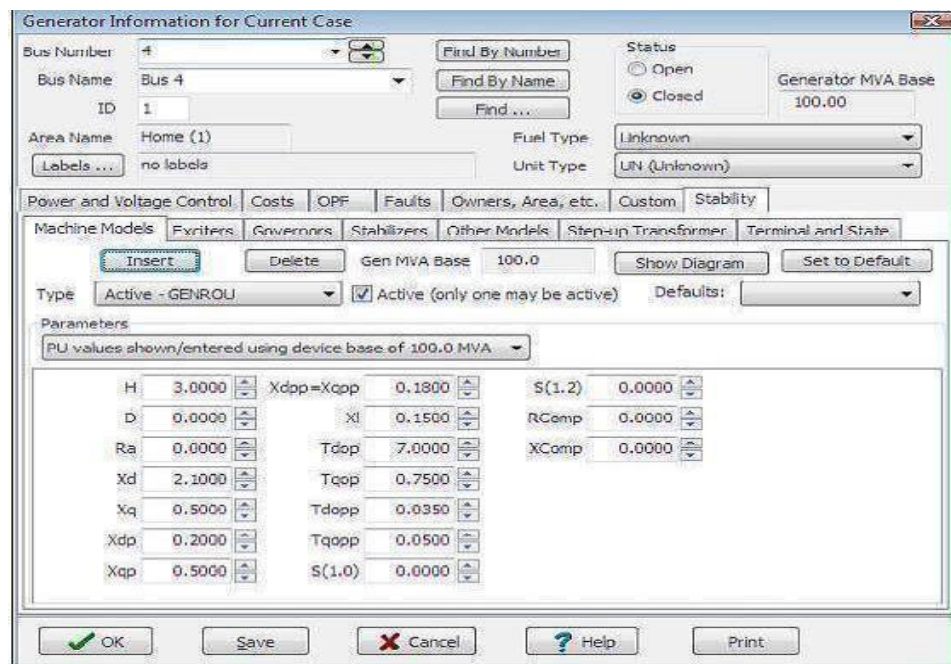 Generator Information for Current Case
Bus Number 4 Find By Number Status
Open
Bus Name Bus 4 Find By Name Generator MVA Base
Closed 100.00
ID 1 Find ...
Area Name Home (1) Fuel Type Unknown
Labels ... no labels Unit Type UN (Unknown)
Power and Voltage Control Costs OPF Faults Owners, Area, etc. Custom Stability
Machine Models Exciters Governors Stabilizers Other Models Step-up Transformer Terminal and State
Insert Delete Gen MVA Base 100.0 Show Diagram Set to Default
Type Active - GENROU Active (only one may be active) Defaults:
Parameters
PU values shown/entered using device base of 100.0 MVA
H 3.0000 Xdpp=Xqpp 0.1800 S(1.2) 0.0000
D 0.0000 Xl 0.1500 RComp 0.0000
Ra 0.0000 Tdop 7.0000 XComp 0.0000
Xd 2.1000 Tqop 0.7500
Xq 0.5000 Tdopp 0.0350
Xdp 0.2000 Tqopp 0.0500
Xqp 0.5000 S(1.0) 0.0000
OK Save Cancel ? Help Print